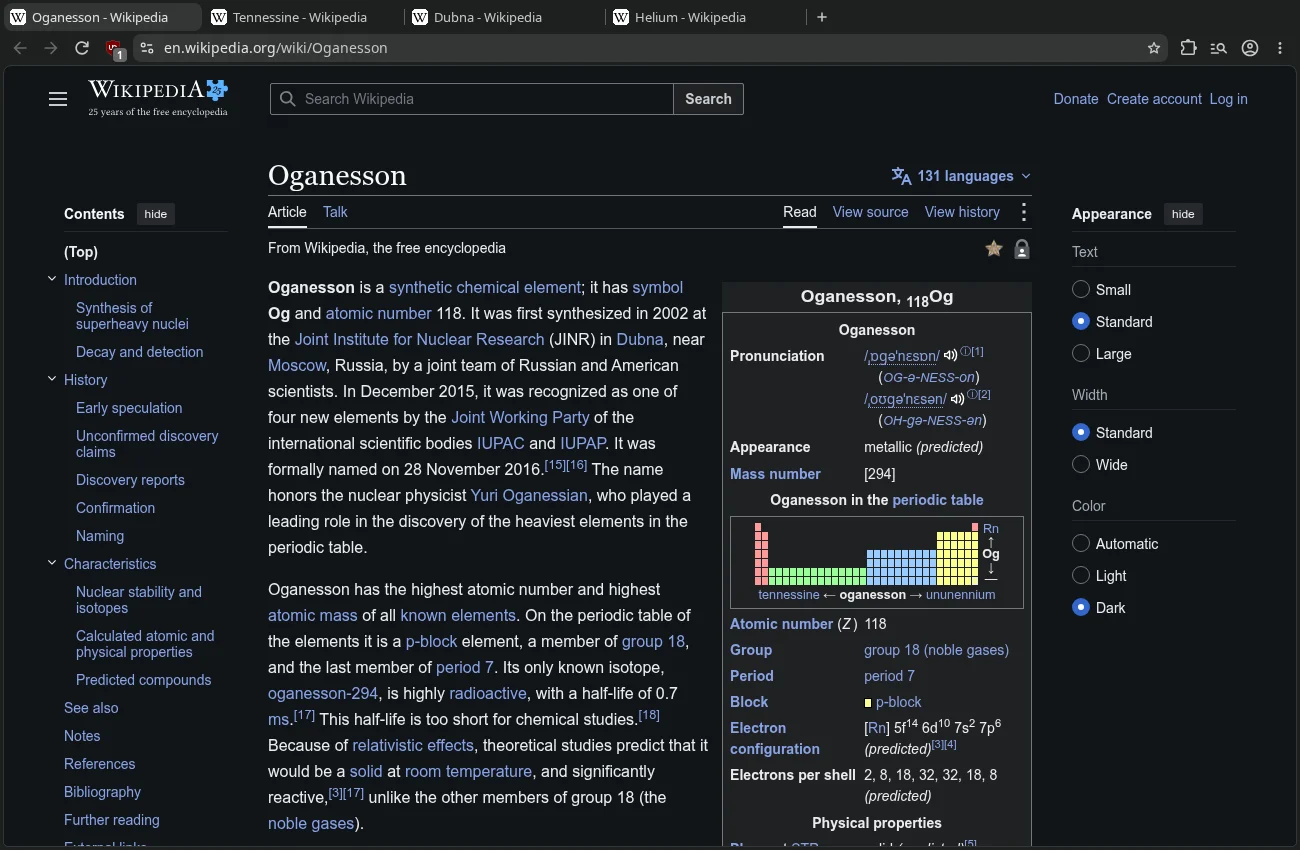 Oganesson - Wikipedia
Tennessine - Wikipedia
Dubna - Wikipedia
Helium - Wikipedia
1
en.wikipedia.org/wiki/Oganesson
WIKIPEDIA 25
25 years of the free encyclopedia
Search Wikipedia
Search
Donate Create account Log in
Oganesson
131 languages
Article Talk
Read View source View history
From Wikipedia, the free encyclopedia
Contents hide
(Top)
Introduction
Synthesis of
superheavy nuclei
Decay and detection
History
Early speculation
Unconfirmed discovery
claims
Discovery reports
Confirmation
Naming
Characteristics
Nuclear stability and
isotopes
Calculated atomic and
physical properties
Predicted compounds
See also
Notes
References
Bibliography
Further reading
External links
Oganesson is a synthetic chemical element; it has symbol
Og and atomic number 118. It was first synthesized in 2002 at
the Joint Institute for Nuclear Research (JINR) in Dubna, near
Moscow, Russia, by a joint team of Russian and American
scientists. In December 2015, it was recognized as one of
four new elements by the Joint Working Party of the
international scientific bodies IUPAC and IUPAP. It was
formally named on 28 November 2016.[15][16] The name
honors the nuclear physicist Yuri Oganessian, who played a
leading role in the discovery of the heaviest elements in the
periodic table.
Oganesson has the highest atomic number and highest
atomic mass of all known elements. On the periodic table of
the elements it is a p-block element, a member of group 18,
and the last member of period 7. Its only known isotope,
oganesson-294, is highly radioactive, with a half-life of 0.7
ms.[17] This half-life is too short for chemical studies.[18]
Because of relativistic effects, theoretical studies predict that it
would be a solid at room temperature, and significantly
reactive,[3][17] unlike the other members of group 18 (the
noble gases).
Oganesson, 118Og
Oganesson
Pronunciation /ˌɒɡəˈnɛsɒn/ ⓘ[1]
(OG-ə-NESS-on)
/ˌoʊɡəˈnɛsən/ ⓘ[2]
(OH-gə-NESS-ən)
Appearance metallic (predicted)
Mass number [294]
Oganesson in the periodic table
Rn
↑
Og
↓
—
tennessine ← oganesson → ununennium
Atomic number (Z) 118
Group group 18 (noble gases)
Period period 7
Block p-block
Electron configuration [Rn] 5f14 6d10 7s2 7p6
(predicted)[3][4]
Electrons per shell 2, 8, 18, 32, 32, 18, 8
(predicted)
Physical properties
Appearance hide
Text
Small
Standard
Large
Width
Standard
Wide
Color
Automatic
Light
Dark